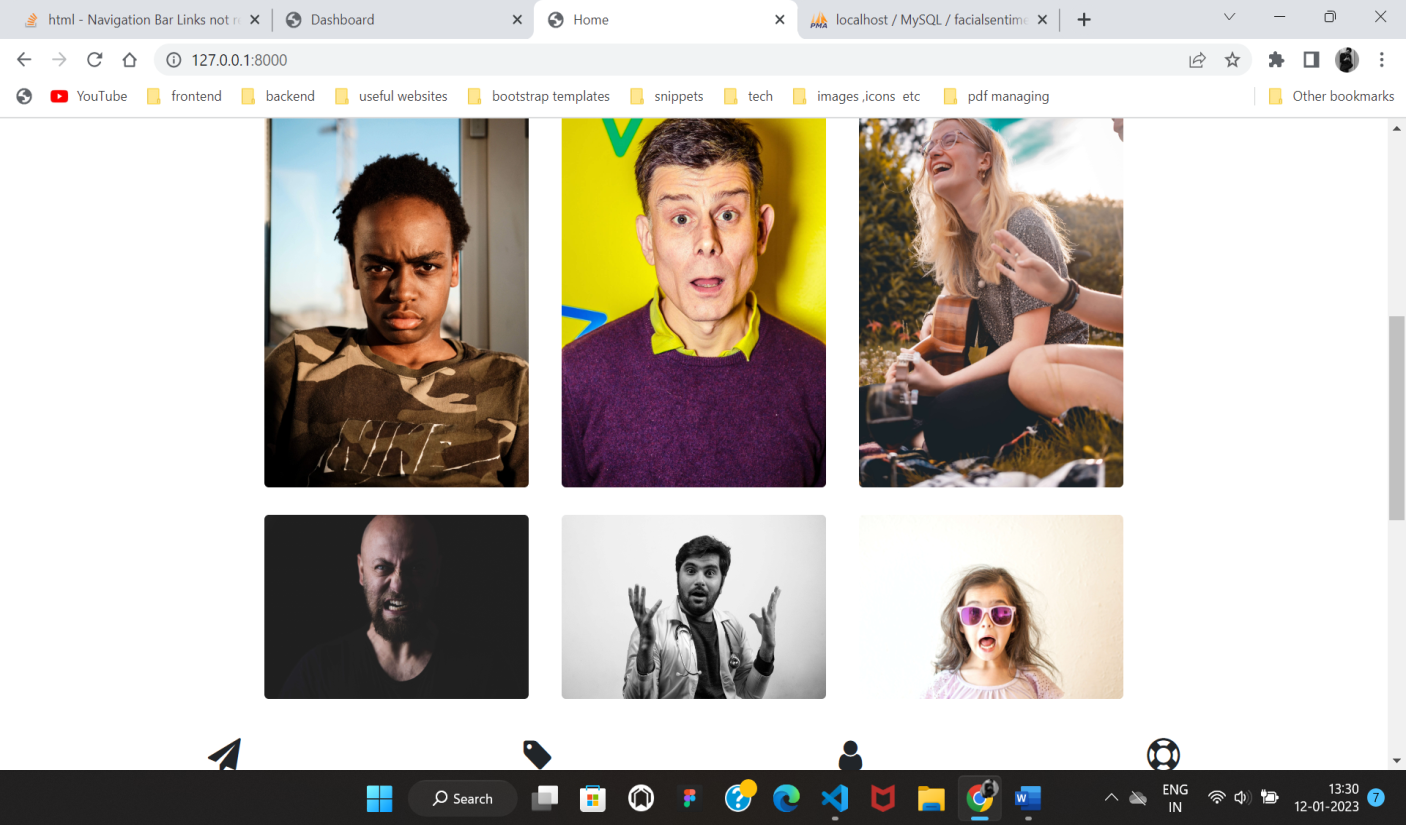 html - Navigation Bar Links not re
Dashboard
Home
PMA
localhost / MySQL / facialsentime
127.0.0.1:8000
YouTube
frontend
backend
useful websites
bootstrap templates
snippets
tech
images ,icons etc
pdf managing
Other bookmarks
Search
ENG
IN
13:30
12-01-2023
7